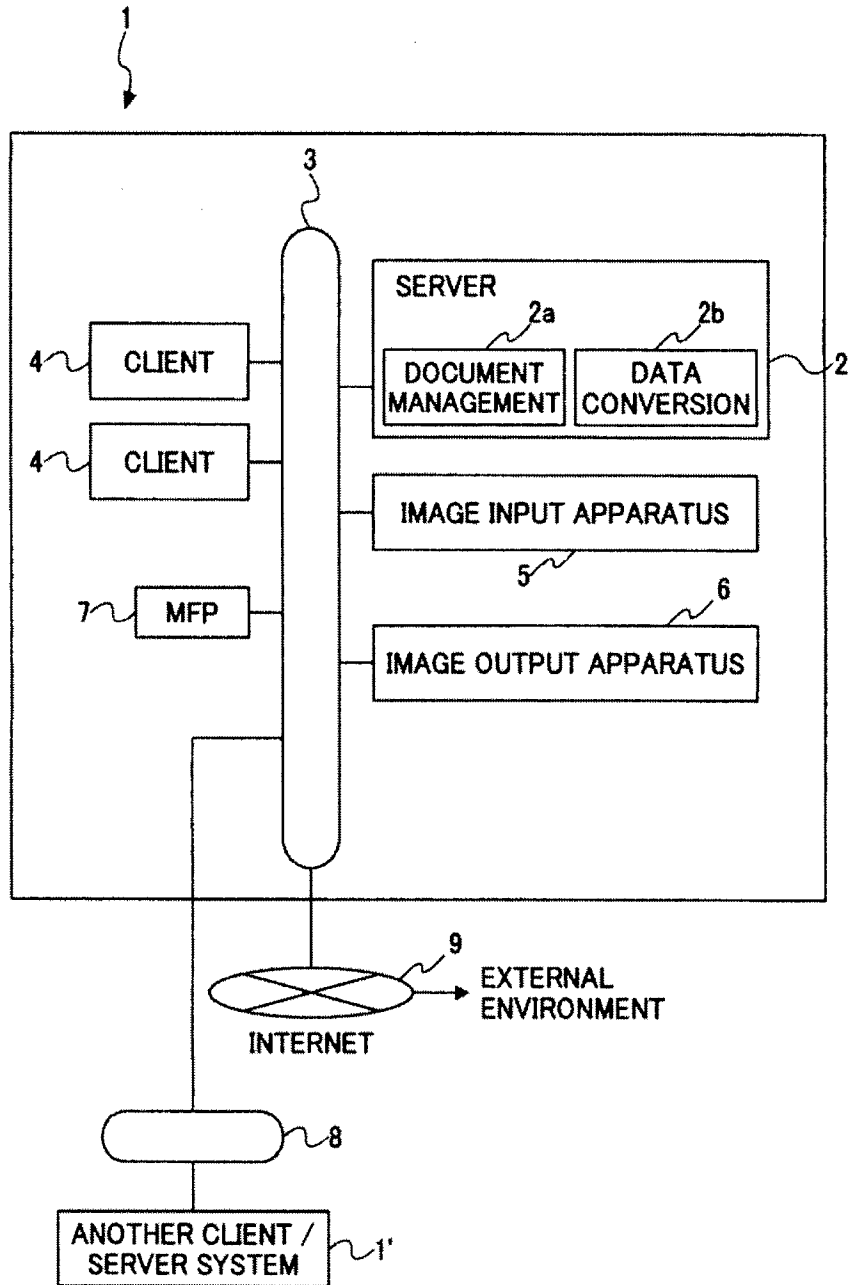 1
3
SERVER
2a
2b
4
CLIENT
DOCUMENT
MANAGEMENT
DATA
CONVERSION
2
4
CLIENT
IMAGE INPUT APPARATUS
5
7
MFP
6
IMAGE OUTPUT APPARATUS
9
EXTERNAL
ENVIRONMENT
INTERNET
8
ANOTHER CLIENT /
SERVER SYSTEM
1'